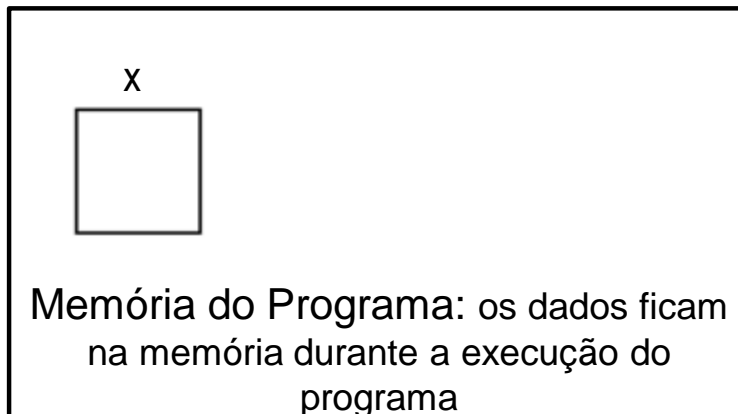 x
Memória do Programa: os dados ficam
na memória durante a execução do
programa